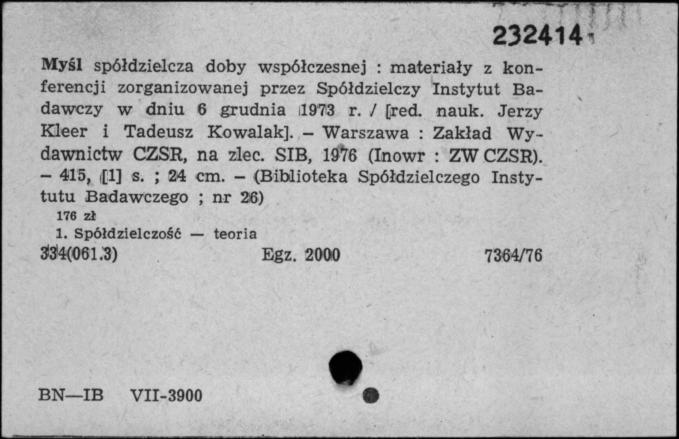 232414
Myśl spółdzielcza doby współczesnej : materiały z kon-
ferencji zorganizowanej przez Spółdzielczy Instytut Ba-
dawczy w dniu 6 grudnia 1973 r. / [red. nauk. Jerzy
Kleer i Tadeusz Kowalak]. — Warszawa : Zakład Wy-
dawnictw CZSR, na zlec. SIB, 1976 (Inowr : ZW CZSR).
— 415, [1] s. ; 24 cm. — (Biblioteka Spółdzielczego Insty-
tutu Badawczego ; nr 26)
176 zł
1. Spółdzielczość — teoria
334(061.3) Egz. 2000 7364/76
BN—IB VII-3900